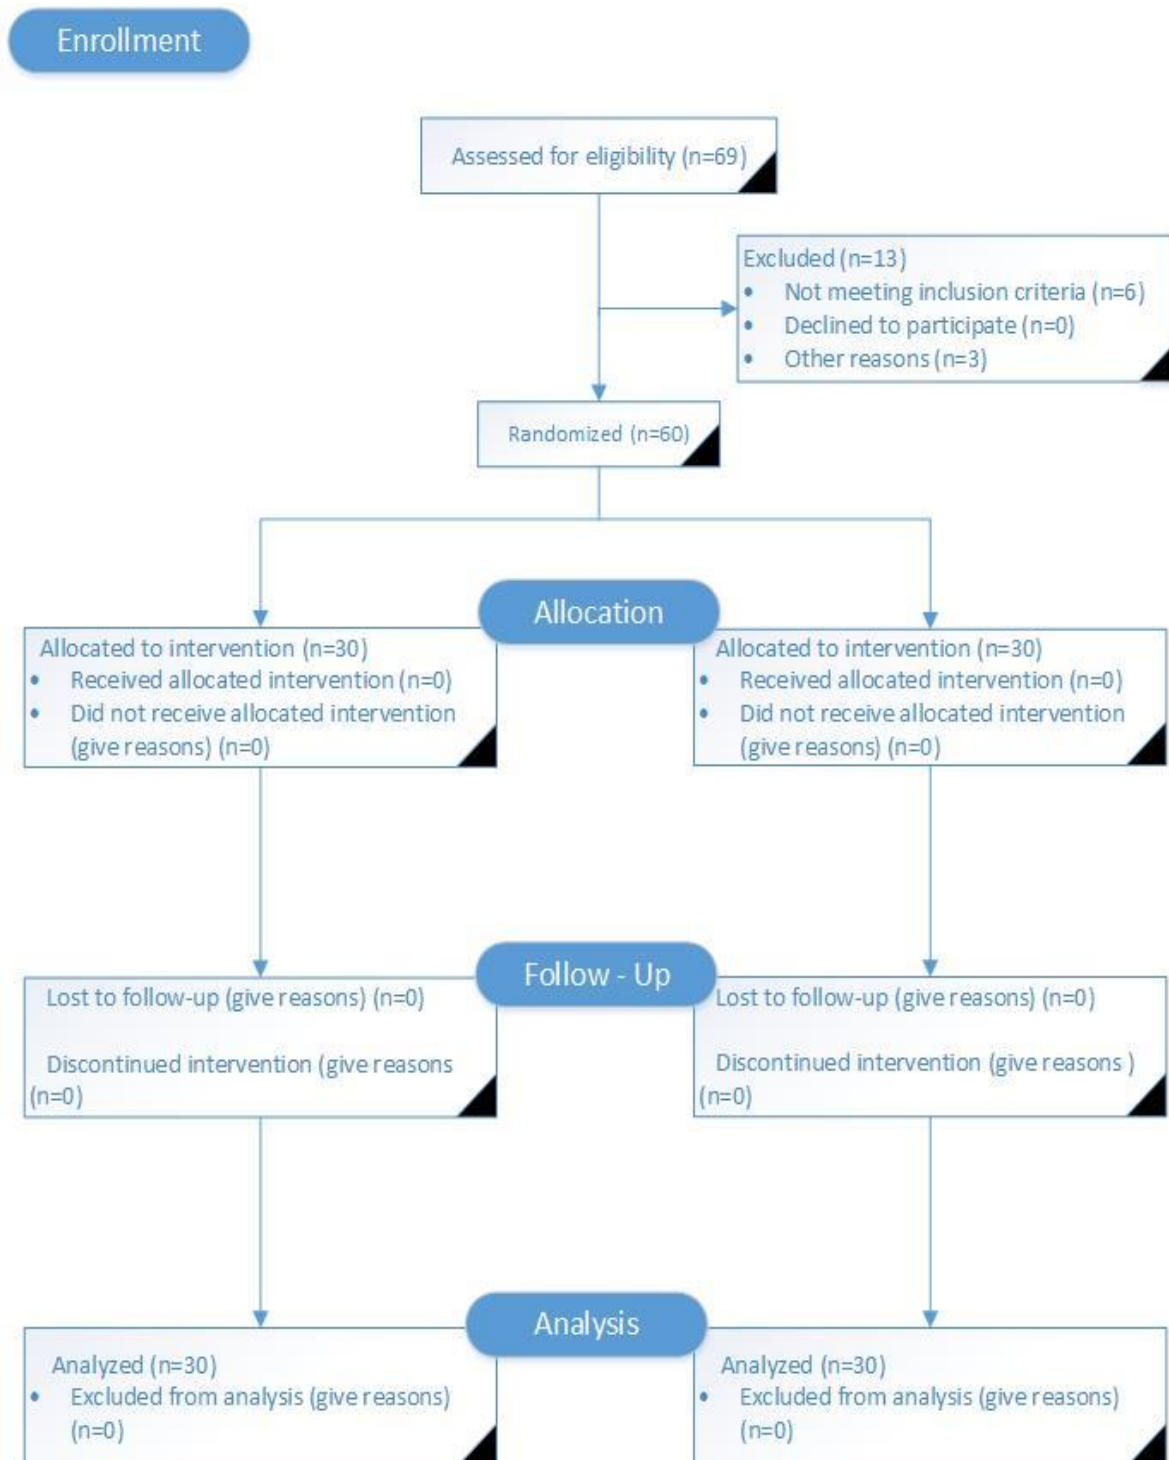 Enrollment
Assessed for eligibility (n=69)
Excluded (n=13)
• Not meeting inclusion criteria (n=6)
• Declined to participate (n=0)
• Other reasons (n=3)
Randomized (n=60)
Allocation
Allocated to intervention (n=30)
• Received allocated intervention (n=0)
• Did not receive allocated intervention
(give reasons) (n=0)
Allocated to intervention (n=30)
• Received allocated intervention (n=0)
• Did not receive allocated intervention
(give reasons) (n=0)
Follow - Up
Lost to follow-up (give reasons) (n=0)
Discontinued intervention (give reasons
(n=0)
Lost to follow-up (give reasons) (n=0)
Discontinued intervention (give reasons )
(n=0)
Analysis
Analyzed (n=30)
• Excluded from analysis (give reasons)
(n=0)
Analyzed (n=30)
• Excluded from analysis (give reasons)
(n=0)